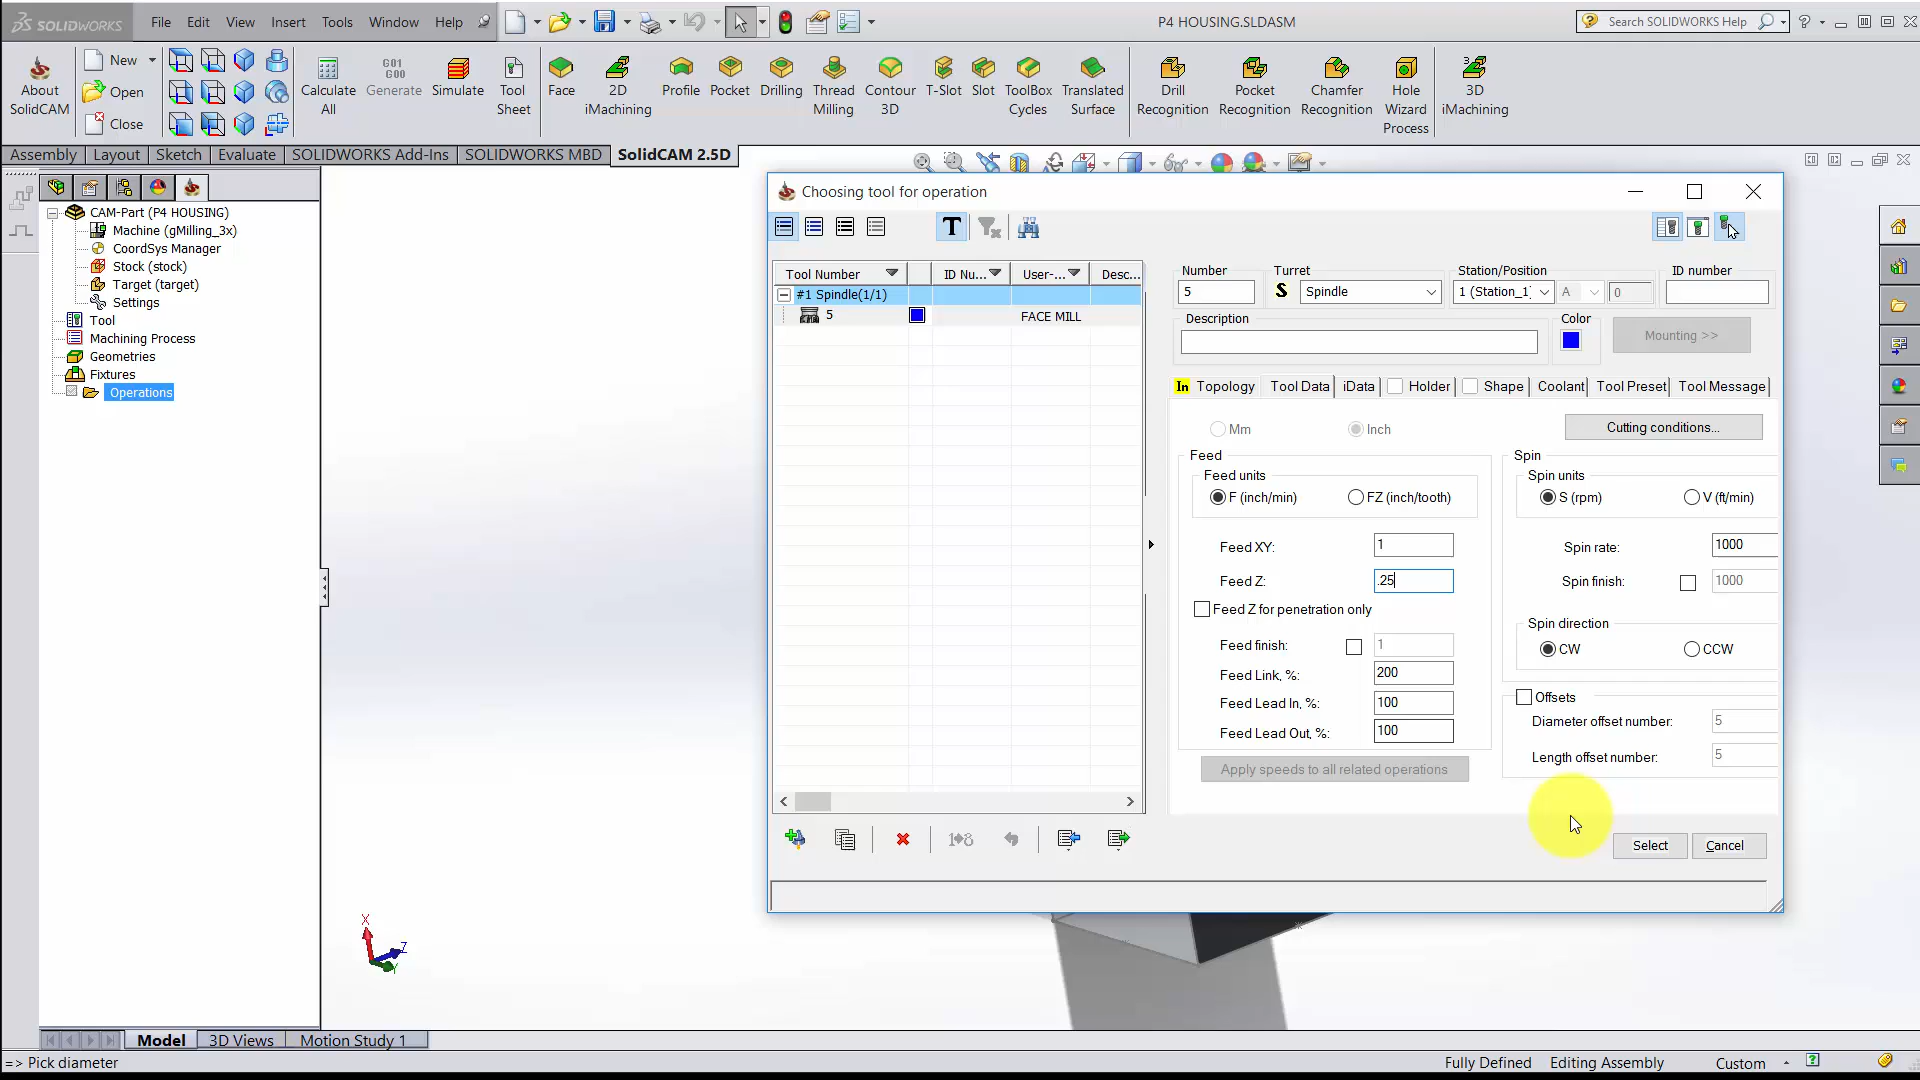 SOLIDWORKS File Edit View Insert Tools Window Help P4 HOUSING.SLDASM Search SOLIDWORKS Help
About SolidCAM
New
Open
Close
Calculate All
G01 G00 Generate
Simulate
Tool Sheet
Face
2D iMachining
Profile
Pocket
Drilling
Thread Milling
Contour 3D
T-Slot
Slot
ToolBox Cycles
Translated Surface
Drill Recognition
Pocket Recognition
Chamfer Recognition
Hole Wizard Process
3D iMachining
Assembly Layout Sketch Evaluate SOLIDWORKS Add-Ins SOLIDWORKS MBD SolidCAM 2.5D
CAM-Part (P4 HOUSING)
Machine (gMilling_3x)
CoordSys Manager
Stock (stock)
Target (target)
Settings
Tool
Machining Process
Geometries
Fixtures
Operations
Choosing tool for operation
T
Tool Number ID Nu... User-... Desc...
#1 Spindle(1/1)
5 FACE MILL
Number Turret Station/Position ID number
5 S Spindle 1 (Station_1) A 0
Description Color
Mounting >>
In Topology Tool Data iData Holder Shape Coolant Tool Preset Tool Message
Mm Inch Cutting conditions...
Feed Spin
Feed units Spin units
F (inch/min) FZ (inch/tooth) S (rpm) V (ft/min)
Feed XY: 1 Spin rate: 1000
Feed Z: .25 Spin finish: 1000
Feed Z for penetration only
Spin direction
Feed finish: 1 CW CCW
Feed Link, %: 200
Feed Lead In, %: 100 Offsets
Diameter offset number: 5
Feed Lead Out, %: 100
Length offset number: 5
Apply speeds to all related operations
Select Cancel
X
Z
Y
Model 3D Views Motion Study 1
=> Pick diameter Fully Defined Editing Assembly Custom